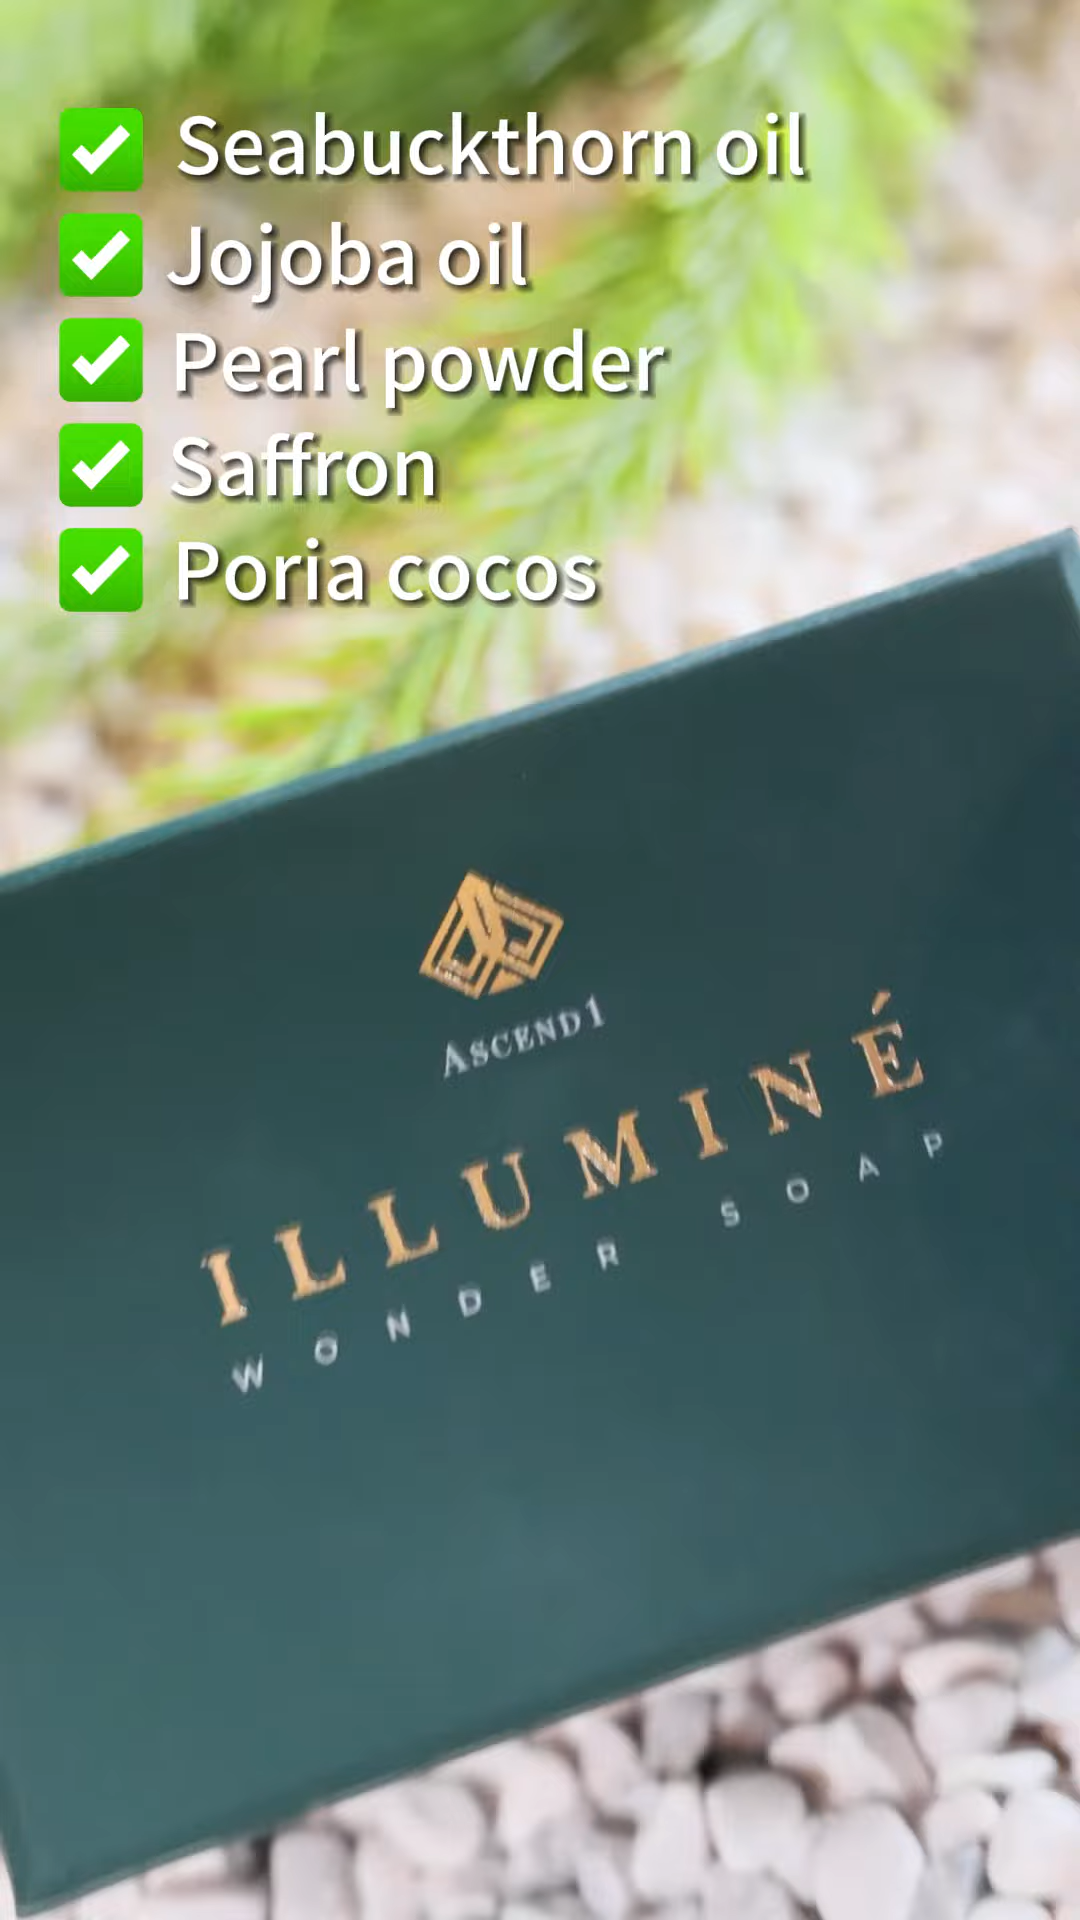 ✅ Seabuckthorn oil
✅ Jojoba oil
✅ Pearl powder
✅ Saffron
✅ Poria cocos
ASCEND1
ILLUMINÉ
WONDER SOAP